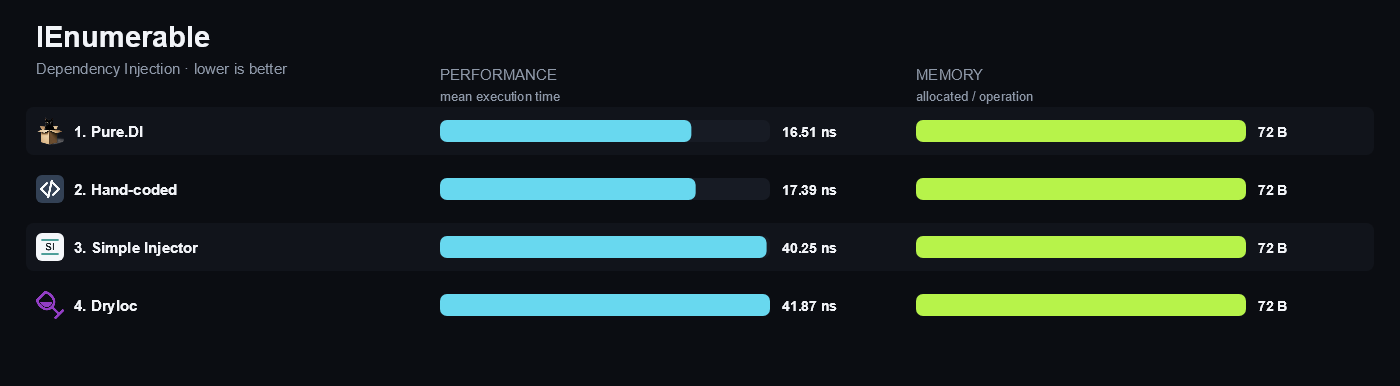 IEnumerable
Dependency Injection · lower is better
PERFORMANCE
mean execution time
MEMORY
allocated / operation
1. Pure.DI
16.51 ns
72 B
2. Hand-coded
17.39 ns
72 B
SI
3. Simple Injector
40.25 ns
72 B
4. DryIoc
41.87 ns
72 B